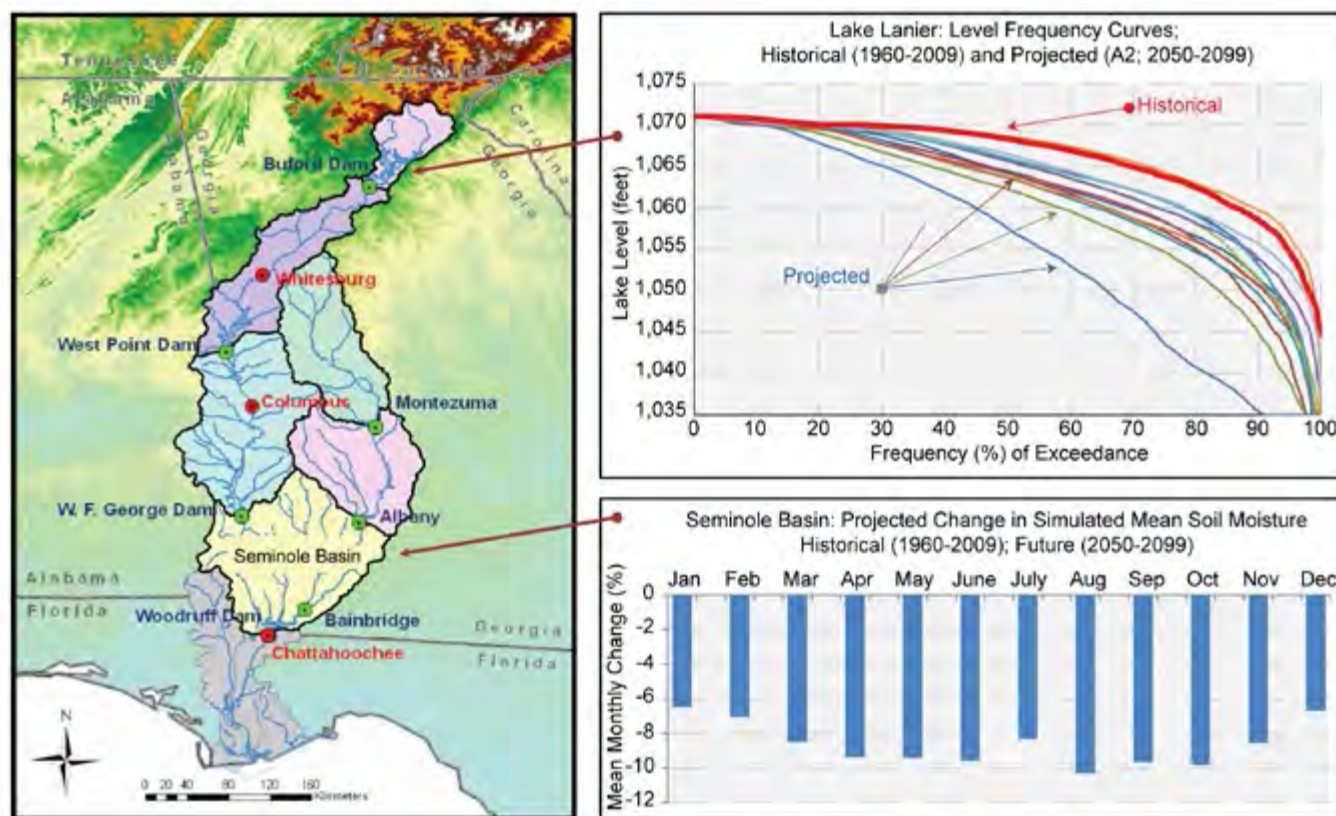 Tennessee
Alabama
Alabama
Georgia
Carolina
Georgia
Buford Dam
Whitesburg
West Point Dam
Columbus
Montezuma
W. F. George Dam
Albany
Seminole Basin
Alabama
Florida
Woodruff Dam
Bainbridge
Georgia
Florida
Chattahoochee
N
0 20 40 80 120 160
Kilometers
Lake Lanier: Level Frequency Curves;
Historical (1960-2009) and Projected (A2; 2050-2099)
Lake Level (feet)
1,075
1,070
1,065
1,060
1,055
1,050
1,045
1,040
1,035
Historical
Projected
0 10 20 30 40 50 60 70 80 90 100
Frequency (%) of Exceedance
Seminole Basin: Projected Change in Simulated Mean Soil Moisture
Historical (1960-2009); Future (2050-2099)
Jan Feb Mar Apr May June July Aug Sep Oct Nov Dec
Mean Monthly Change (%)
0
-2
-4
-6
-8
-10
-12